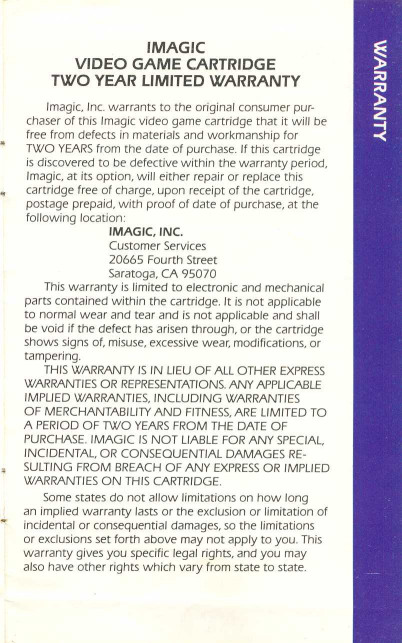 IMAGIC
VIDEO GAME CARTRIDGE
TWO YEAR LIMITED WARRANTY
Imagic, Inc. warrants to the original consumer pur-
chaser of this Imagic video game cartridge that it will be
free from defects in materials and workmanship for
TWO YEARS from the date of purchase. If this cartridge
is discovered to be defective within the warranty period,
Imagic, at its option, will either repair or replace this
cartridge free of charge, upon receipt of the cartridge,
postage prepaid, with proof of date of purchase, at the
following location:
IMAGIC, INC.
Customer Services
20665 Fourth Street
Saratoga, CA 95070
This warranty is limited to electronic and mechanical
parts contained within the cartridge. It is not applicable
to normal wear and tear and is not applicable and shall
be void if the defect has arisen through, or the cartridge
shows signs of, misuse, excessive wear, modifications, or
tampering.
THIS WARRANTY IS IN LIEU OF ALL OTHER EXPRESS
WARRANTIES OR REPRESENTATIONS. ANY APPLICABLE
IMPLIED WARRANTIES, INCLUDING WARRANTIES
OF MERCHANTABILITY AND FITNESS, ARE LIMITED TO
A PERIOD OF TWO YEARS FROM THE DATE OF
PURCHASE. IMAGIC IS NOT LIABLE FOR ANY SPECIAL,
INCIDENTAL, OR CONSEQUENTIAL DAMAGES RE-
SULTING FROM BREACH OF ANY EXPRESS OR IMPLIED
WARRANTIES ON THIS CARTRIDGE.
Some states do not allow limitations on how long
an implied warranty lasts or the exclusion or limitation of
incidental or consequential damages, so the limitations
or exclusions set forth above may not apply to you. This
warranty gives you specific legal rights, and you may
also have other rights which vary from state to state.
WARRANTY